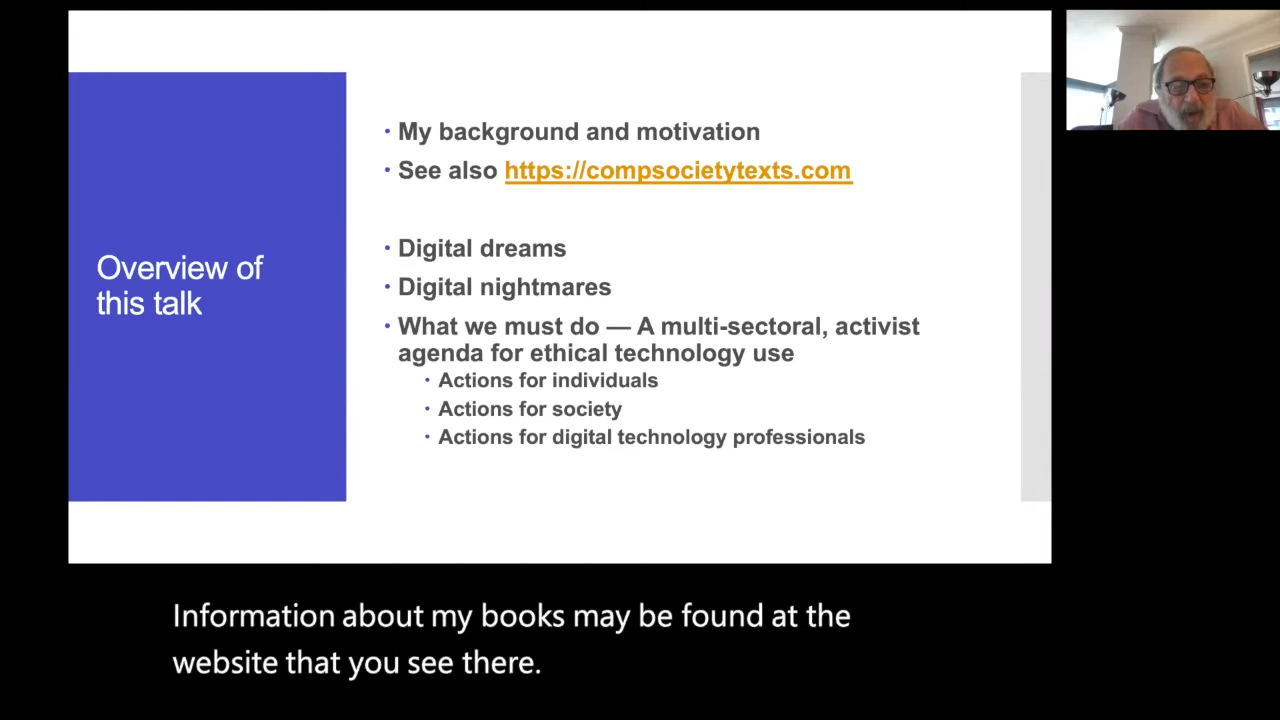 Overview of
this talk
• My background and motivation
• See also https://compsocietytexts.com
• Digital dreams
• Digital nightmares
• What we must do — A multi-sectoral, activist
agenda for ethical technology use
• Actions for individuals
• Actions for society
• Actions for digital technology professionals
Information about my books may be found at the
website that you see there.